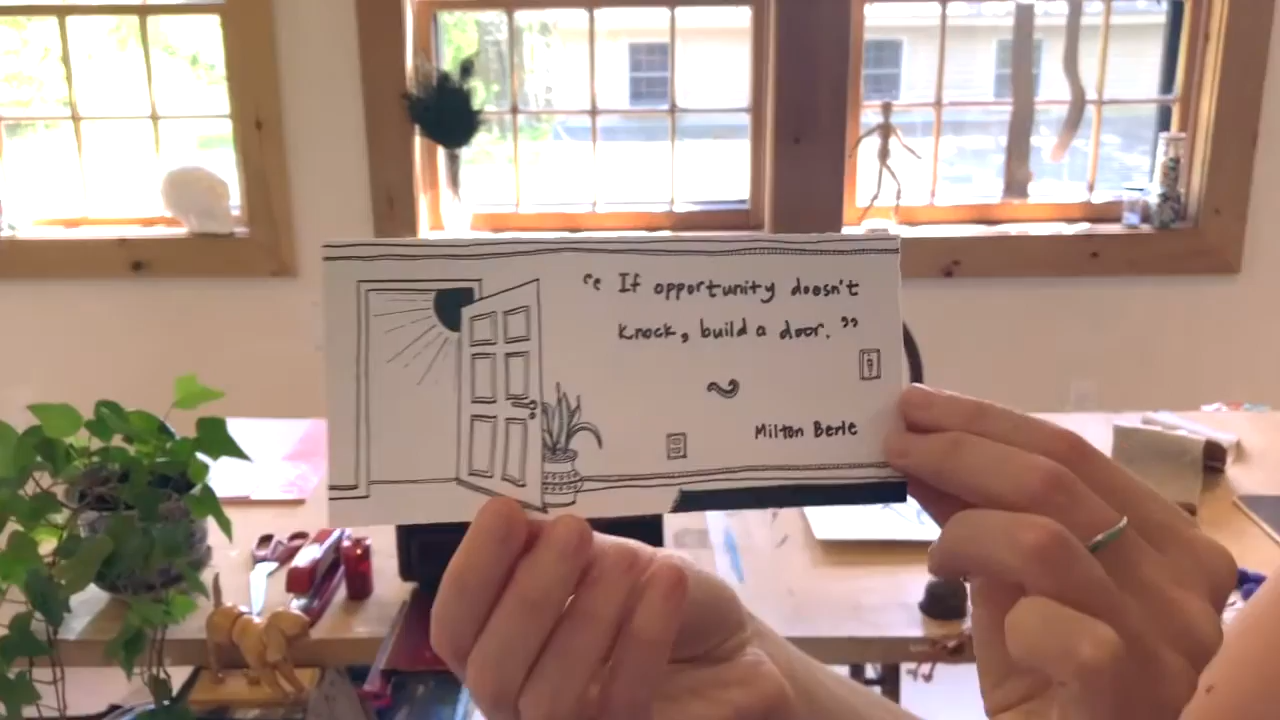 “ If opportunity doesn't
knock, build a door. ”
Milton Berle